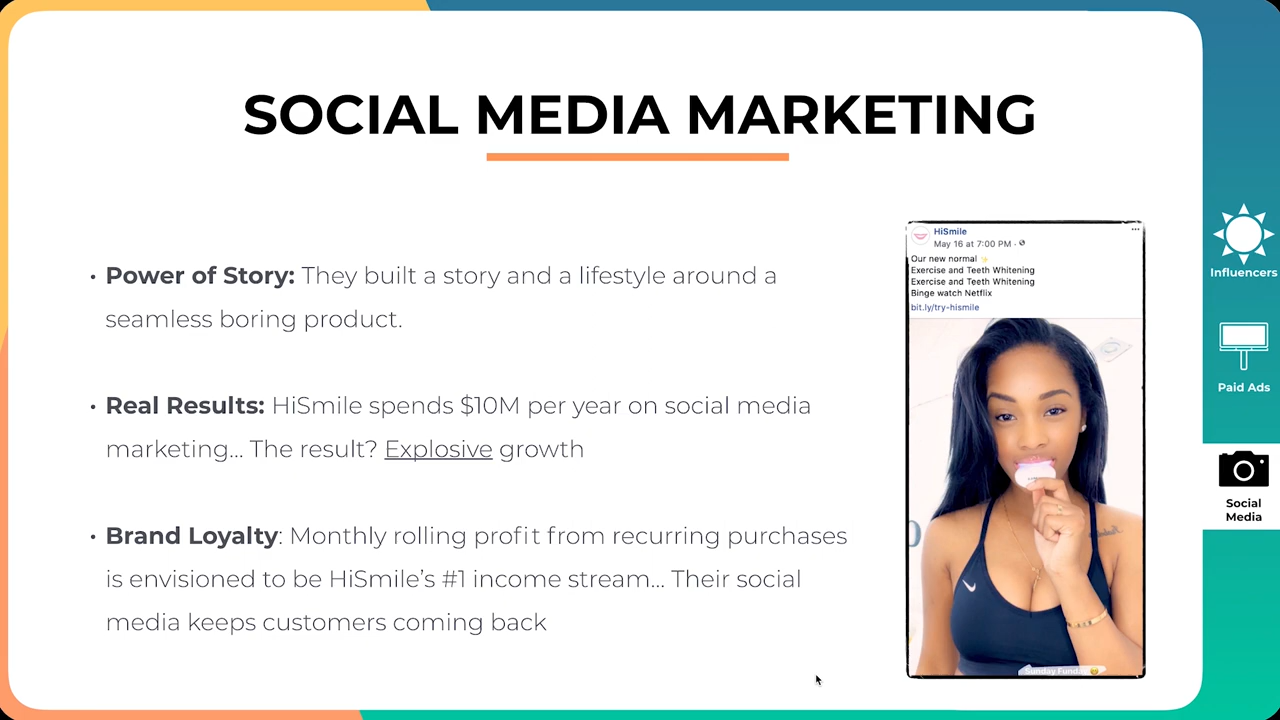 SOCIAL MEDIA MARKETING
• Power of Story: They built a story and a lifestyle around a
seamless boring product.
• Real Results: HiSmile spends $10M per year on social media
marketing... The result? Explosive growth
• Brand Loyalty: Monthly rolling profit from recurring purchases
is envisioned to be HiSmile's #1 income stream... Their social
media keeps customers coming back
HiSmile
May 16 at 7:00 PM ·
Our new normal ✨
Exercise and Teeth Whitening
Exercise and Teeth Whitening
Binge watch Netflix
bit.ly/try-hismile
Sunday Funday
Influencers
Paid Ads
Social
Media